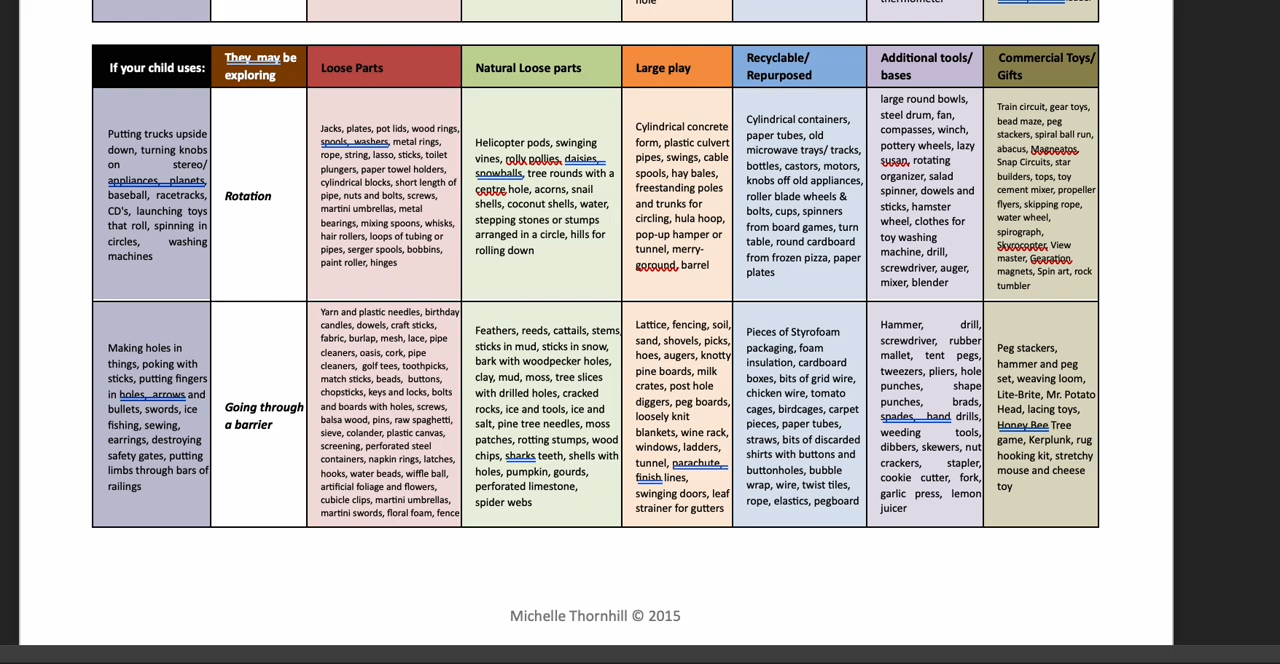 hole
thermometer
If your child uses:
They may be
exploring
Loose Parts
Natural Loose parts
Large play
Recyclable/
Repurposed
Additional tools/
bases
Commercial Toys/
Gifts
Putting trucks upside
down, turning knobs
on stereo/
appliances, planets,
baseball, racetracks,
CD's, launching toys
that roll, spinning in
circles, washing
machines
Rotation
Jacks, plates, pot lids, wood rings,
spools, washers, metal rings,
rope, string, lasso, sticks, toilet
plungers, paper towel holders,
cylindrical blocks, short length of
pipe, nuts and bolts, screws,
martini umbrellas, metal
bearings, mixing spoons, whisks,
hair rollers, loops of tubing or
pipes, serger spools, bobbins,
paint roller, hinges
Helicopter pods, swinging
vines, rolly pollies, daisies,
snowballs, tree rounds with a
centre hole, acorns, snail
shells, coconut shells, water,
stepping stones or stumps
arranged in a circle, hills for
rolling down
Cylindrical concrete
form, plastic culvert
pipes, swings, cable
spools, hay bales,
freestanding poles
and trunks for
circling, hula hoop,
pop-up hamper or
tunnel, merry-
goround, barrel
Cylindrical containers,
paper tubes, old
microwave trays/ tracks,
bottles, castors, motors,
knobs off old appliances,
roller blade wheels &
bolts, cups, spinners
from board games, turn
table, round cardboard
from frozen pizza, paper
plates
large round bowls,
steel drum, fan,
compasses, winch,
pottery wheels, lazy
susan, rotating
organizer, salad
spinner, dowels and
sticks, hamster
wheel, clothes for
toy washing
machine, drill,
screwdriver, auger,
mixer, blender
Train circuit, gear toys,
bead maze, peg
stackers, spiral ball run,
abacus, Magneatos,
Snap Circuits, star
builders, tops, toy
cement mixer, propeller
flyers, skipping rope,
water wheel,
spirograph,
Skyrocopter, View
master, Gearation,
magnets, Spin art, rock
tumbler
Making holes in
things, poking with
sticks, putting fingers
in holes, arrows and
bullets, swords, ice
fishing, sewing,
earrings, destroying
safety gates, putting
limbs through bars of
railings
Going through
a barrier
Yarn and plastic needles, birthday
candles, dowels, craft sticks,
fabric, burlap, mesh, lace, pipe
cleaners, oasis, cork, pipe
cleaners, golf tees, toothpicks,
match sticks, beads, buttons,
chopsticks, keys and locks, bolts
and boards with holes, screws,
balsa wood, pins, raw spaghetti,
sieve, colander, plastic canvas,
screening, perforated steel
containers, napkin rings, latches,
hooks, water beads, wiffle ball,
artificial foliage and flowers,
cubicle clips, martini umbrellas,
martini swords, floral foam, fence
Feathers, reeds, cattails, stems,
sticks in mud, sticks in snow,
bark with woodpecker holes,
clay, mud, moss, tree slices
with drilled holes, cracked
rocks, ice and tools, ice and
salt, pine tree needles, moss
patches, rotting stumps, wood
chips, sharks teeth, shells with
holes, pumpkin, gourds,
perforated limestone,
spider webs
Lattice, fencing, soil,
sand, shovels, picks,
hoes, augers, knotty
pine boards, milk
crates, post hole
diggers, peg boards,
loosely knit
blankets, wine rack,
windows, ladders,
tunnel, parachute,
finish lines,
swinging doors, leaf
strainer for gutters
Pieces of Styrofoam
packaging, foam
insulation, cardboard
boxes, bits of grid wire,
chicken wire, tomato
cages, birdcages, carpet
pieces, paper tubes,
straws, bits of discarded
shirts with buttons and
buttonholes, bubble
wrap, wire, twist tiles,
rope, elastics, pegboard
Hammer, drill,
screwdriver, rubber
mallet, tent pegs,
tweezers, pliers, hole
punches, shape
punches, brads,
spades, hand drills,
weeding tools,
dibbers, skewers, nut
crackers, stapler,
cookie cutter, fork,
garlic press, lemon
juicer
Peg stackers,
hammer and peg
set, weaving loom,
Lite-Brite, Mr. Potato
Head, lacing toys,
Honey Bee Tree
game, Kerplunk, rug
hooking kit, stretchy
mouse and cheese
toy
Michelle Thornhill © 2015